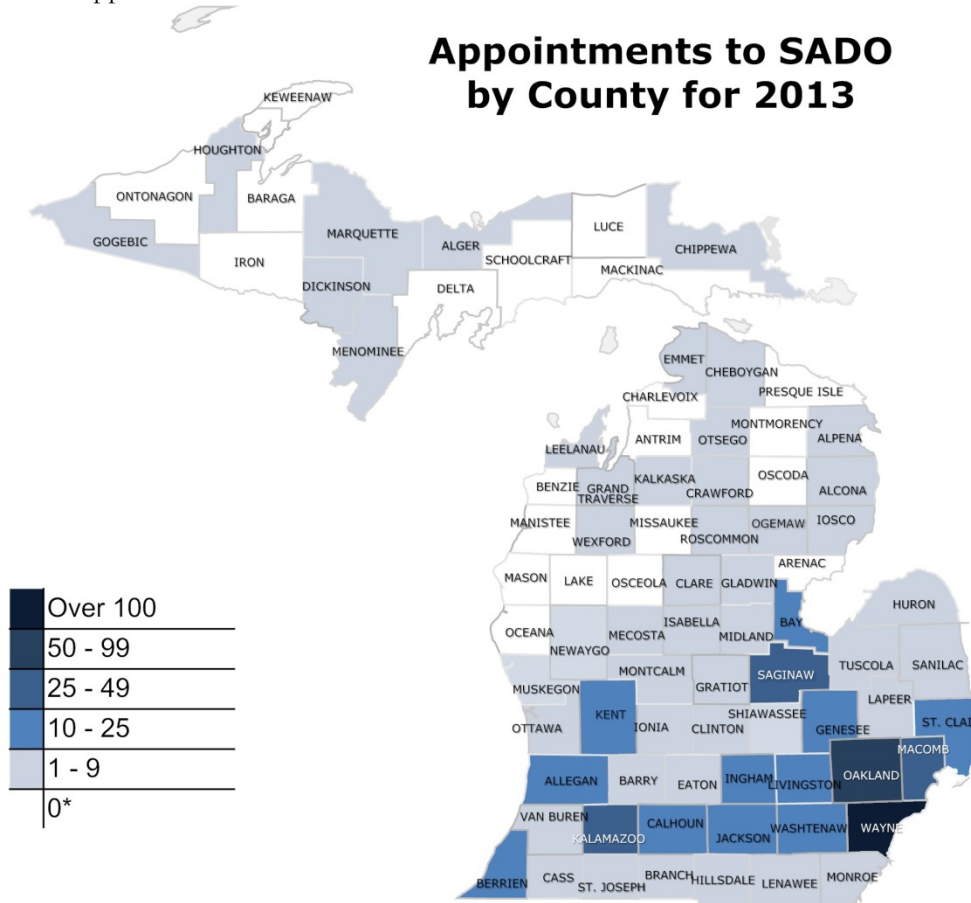 Appointments to SADO
by County for 2013
KEWEENAW
HOUGHTON
ONTONAGON
BARAGA
LUCE
MARQUETTE
GOGEBIC
ALGER
CHIPPEWA
SCHOOLCRAFT
IRON
MACKINAC
DICKINSON
DELTA
MENOMINEE
EMMET
CHEBOYGAN
PRESQUE ISLE
CHARLEVOIX
MONTMORENCY
ANTRIM
OTSEGO
ALPENA
LEELANAU
KALKASKA
OSCODA
BENZIE
GRAND
TRAVERSE
CRAWFORD
ALCONA
MANISTEE
MISSAUKEE
OGEMAW
IOSCO
WEXFORD
ROSCOMMON
ARENAC
MASON
LAKE
OSCEOLA
CLARE
GLADWIN
HURON
OCEANA
NEWAYGO
MECOSTA
ISABELLA
MIDLAND
BAY
TUSCOLA
SANILAC
MONTCALM
SAGINAW
MUSKEGON
GRATIOT
LAPEER
OTTAWA
KENT
IONIA
CLINTON
SHIAWASSEE
GENESEE
ST. CLAI
MACOMB
ALLEGAN
BARRY
EATON
INGHAM
LIVINGSTON
OAKLAND
VAN BUREN
KALAMAZOO
CALHOUN
JACKSON
WASHTENAW
WAYNE
BERRIEN
CASS
ST. JOSEPH
BRANCH
HILLSDALE
LENAWEE
MONROE
Over 100
50 - 99
25 - 49
10 - 25
1 - 9
0*